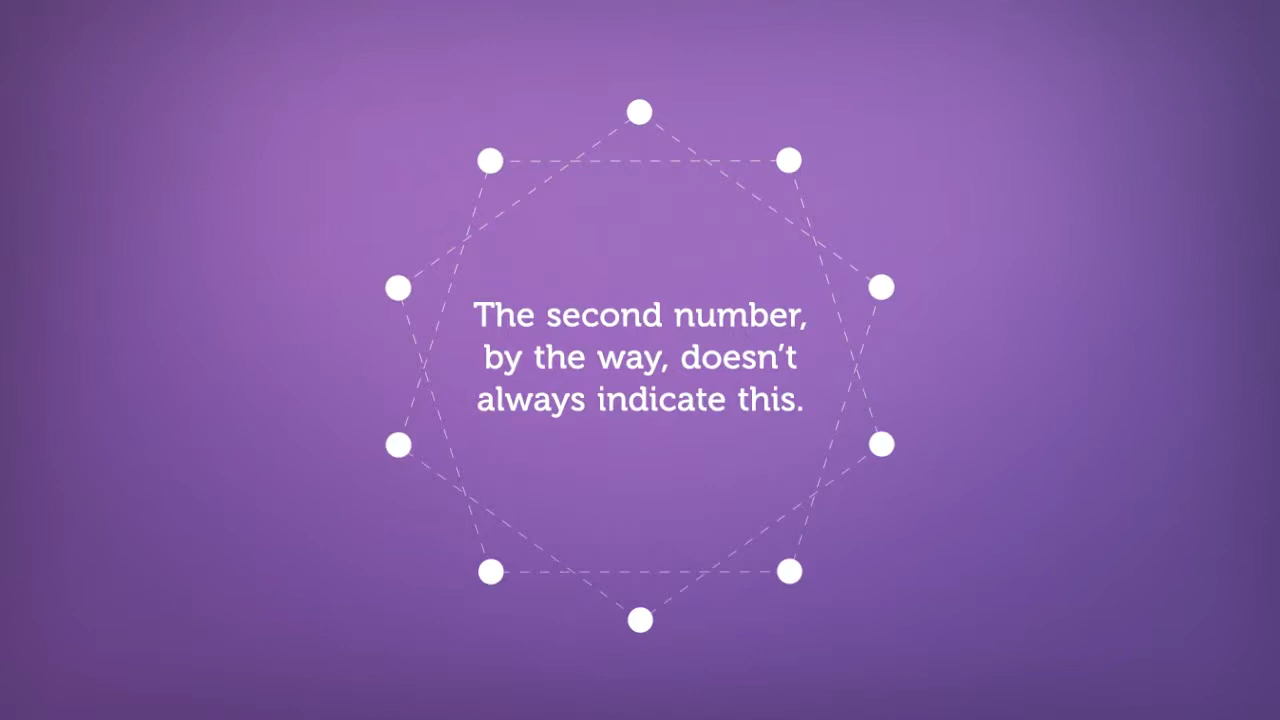 The second number,
by the way, doesn’t
always indicate this.